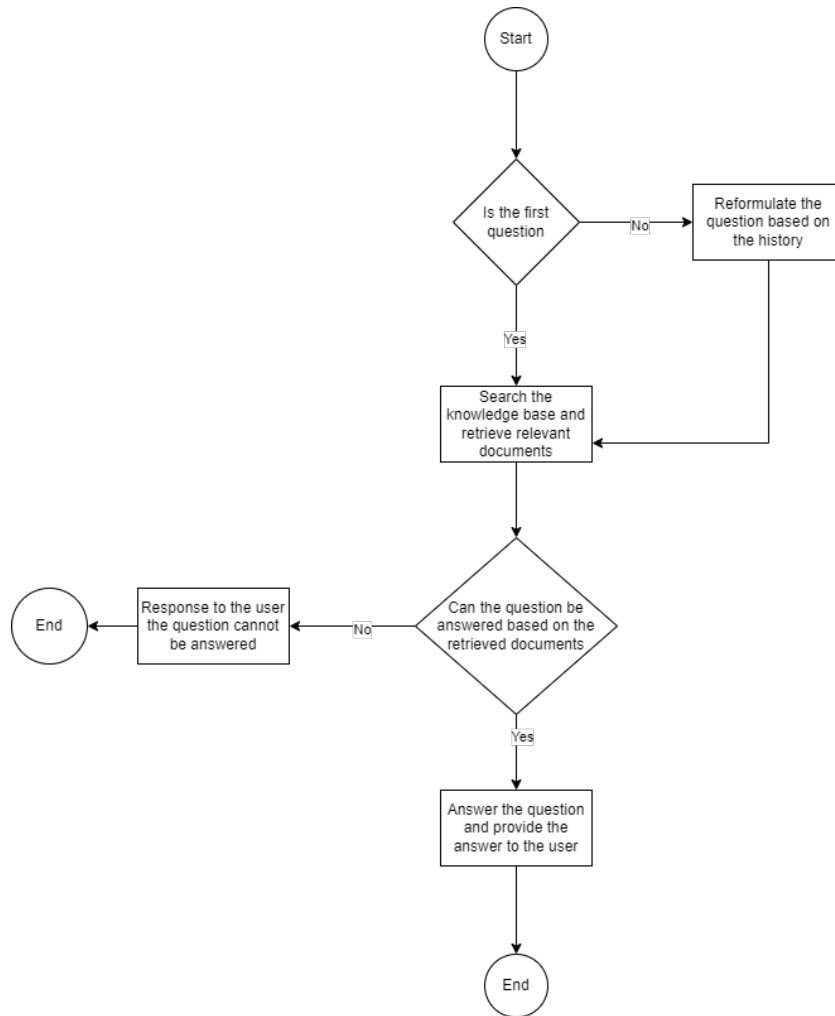 Start
Is the first
question
No
Reformulate the
question based on
the history
Yes
Search the
knowledge base and
retrieve relevant
documents
Can the question be
answered based on the
retrieved documents
No
Response to the user
the question cannot
be answered
End
Yes
Answer the question
and provide the
answer to the user
End